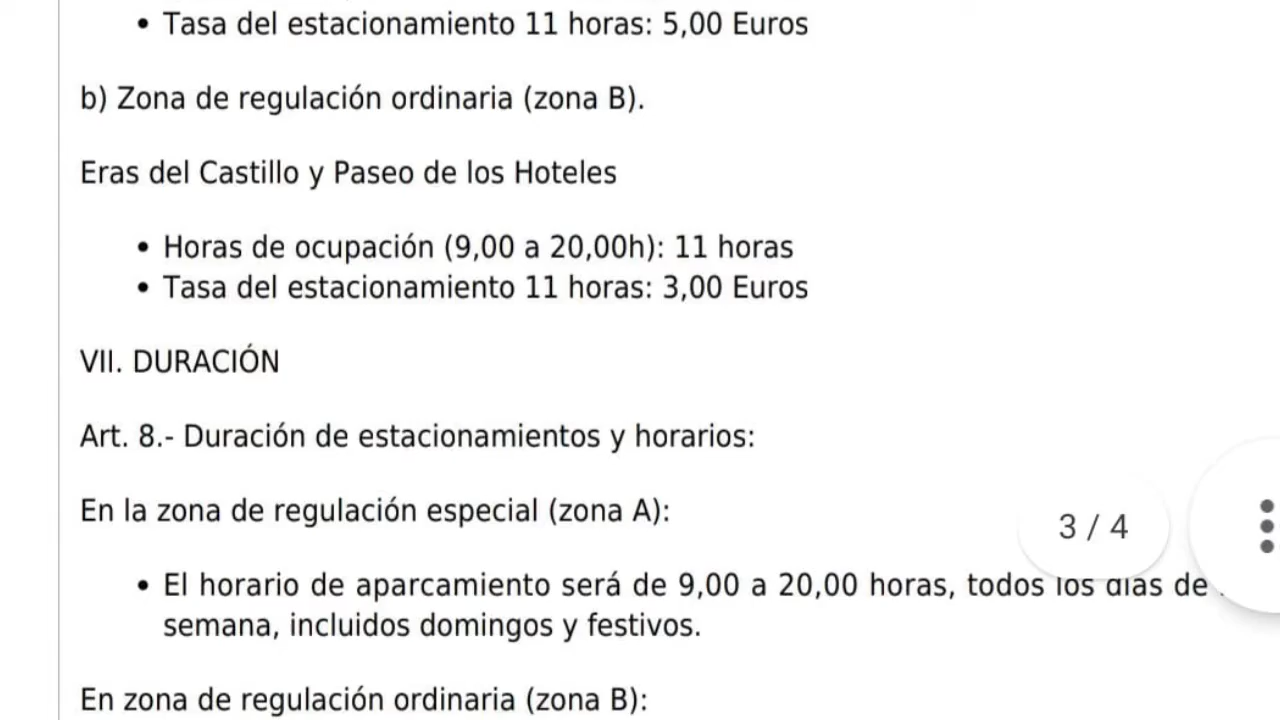 • Tasa del estacionamiento 11 horas: 5,00 Euros
b) Zona de regulación ordinaria (zona B).
Eras del Castillo y Paseo de los Hoteles
• Horas de ocupación (9,00 a 20,00h): 11 horas
• Tasa del estacionamiento 11 horas: 3,00 Euros
VII. DURACIÓN
Art. 8.- Duración de estacionamientos y horarios:
En la zona de regulación especial (zona A):
3 / 4
• El horario de aparcamiento será de 9,00 a 20,00 horas, todos los días de
semana, incluidos domingos y festivos.
En zona de regulación ordinaria (zona B):